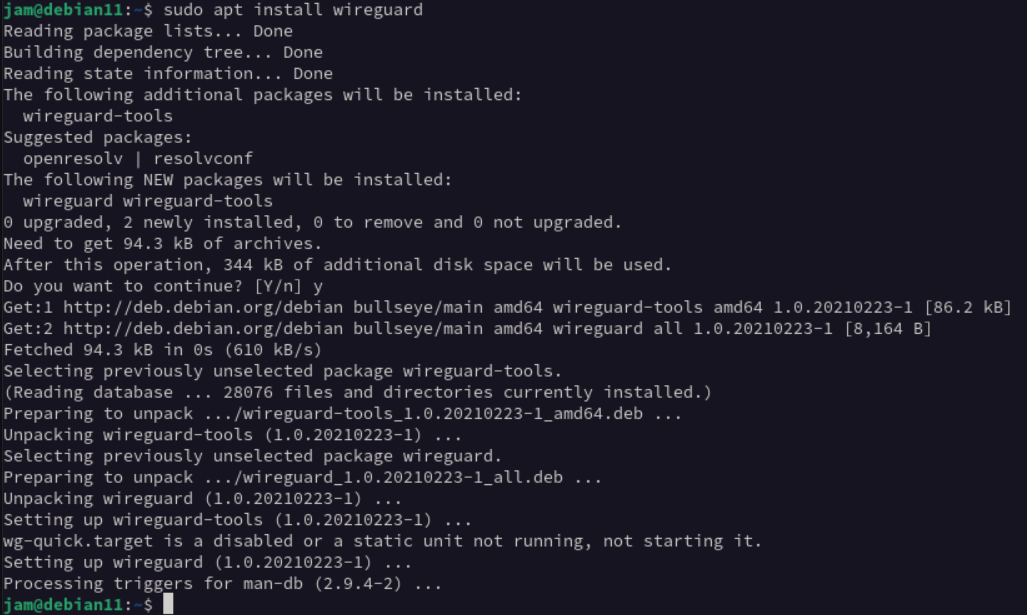 jam@debian11:~$ sudo apt install wireguard
Reading package lists... Done
Building dependency tree... Done
Reading state information... Done
The following additional packages will be installed:
  wireguard-tools
Suggested packages:
  openresolv | resolvconf
The following NEW packages will be installed:
  wireguard wireguard-tools
0 upgraded, 2 newly installed, 0 to remove and 0 not upgraded.
Need to get 94.3 kB of archives.
After this operation, 344 kB of additional disk space will be used.
Do you want to continue? [Y/n] y
Get:1 http://deb.debian.org/debian bullseye/main amd64 wireguard-tools amd64 1.0.20210223-1 [86.2 kB]
Get:2 http://deb.debian.org/debian bullseye/main amd64 wireguard all 1.0.20210223-1 [8,164 B]
Fetched 94.3 kB in 0s (610 kB/s)
Selecting previously unselected package wireguard-tools.
(Reading database ... 28076 files and directories currently installed.)
Preparing to unpack .../wireguard-tools_1.0.20210223-1_amd64.deb ...
Unpacking wireguard-tools (1.0.20210223-1) ...
Selecting previously unselected package wireguard.
Preparing to unpack .../wireguard_1.0.20210223-1_all.deb ...
Unpacking wireguard (1.0.20210223-1) ...
Setting up wireguard-tools (1.0.20210223-1) ...
wg-quick.target is a disabled or a static unit not running, not starting it.
Setting up wireguard (1.0.20210223-1) ...
Processing triggers for man-db (2.9.4-2) ...
jam@debian11:~$